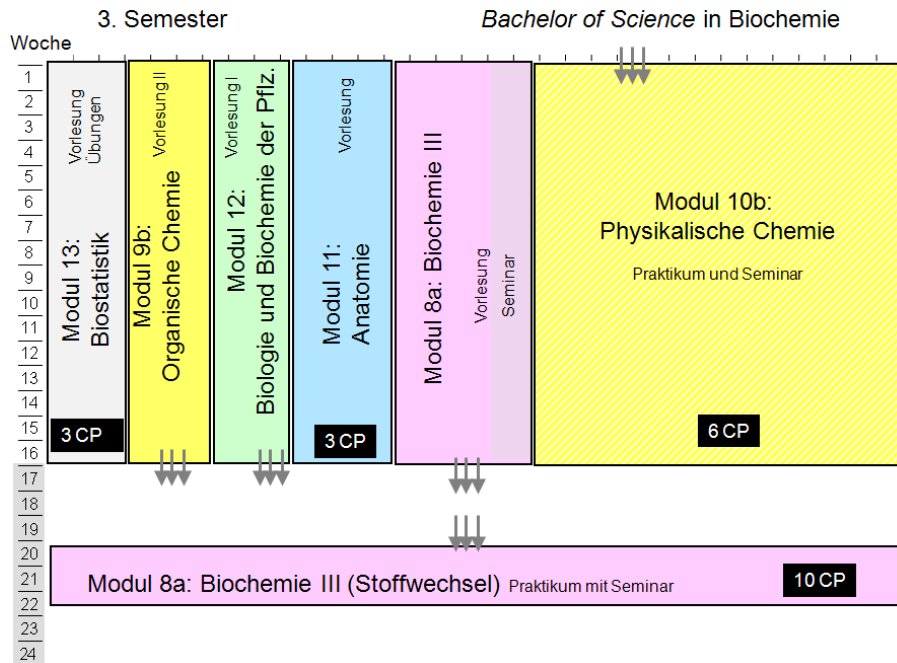 3. Semester
Bachelor of Science in Biochemie
Woche
1
2
3
4
5
6
7
8
9
10
11
12
13
14
15
16
17
18
19
20
21
22
23
24
Modul 13:
Biostatistik
Vorlesung
Übungen
3 CP
Modul 9b:
Organische Chemie
Vorlesung II
Modul 12:
Biologie und Biochemie der Pflz.
Vorlesung I
Modul 11:
Anatomie
Vorlesung
3 CP
Modul 8a: Biochemie III
Vorlesung
Seminar
Modul 10b:
Physikalische Chemie
Praktikum und Seminar
6 CP
Modul 8a: Biochemie III (Stoffwechsel) Praktikum mit Seminar
10 CP